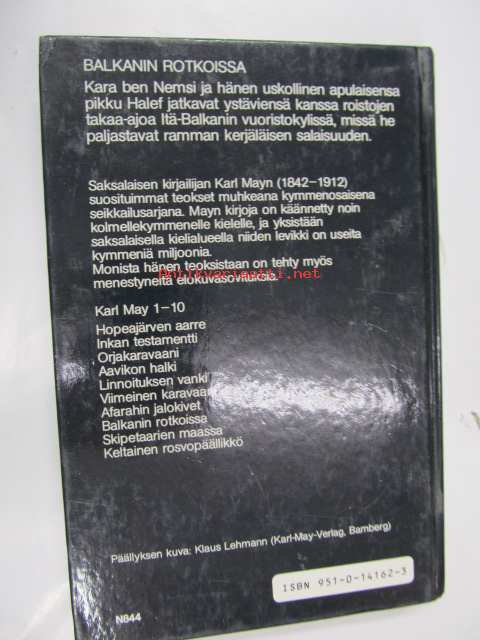 BALKANIN ROTKOISSA
Kara ben Nemsi ja hänen uskollinen apulaisensa
pikku Halef jatkavat ystäviensä kanssa roistojen
takaa-ajoa Itä-Balkanin vuoristokylissä, missä he
paljastavat ramman kerjäläisen salaisuuden.
Saksalaisen kirjailijan Karl Mayn (1842-1912)
suosituimmat teokset muhkeana kymmenosaisena
seikkailusarjana. Mayn kirjoja on käännetty noin
kolmellekymmenelle kielelle, ja yksistään
saksalaisella kielialueella niiden levikki on useita
kymmeniä miljoonia.
Monista hänen teoksistaan on tehty myös
menestyneitä elokuvasovituksia.
Antikvariaatti.net
Karl May 1-10
Hopeajärven aarre
Inkan testamentti
Orjakaravaani
Aavikon halki
Linnoituksen vanki
Viimeinen karavaani
Afarahin jalokivet
Balkanin rotkoissa
Skipetaarien maassa
Keltainen rosvopäällikkö
Päällyksen kuva: Klaus Lehmann (Karl-May-Verlag, Bamberg)
ISBN 951-0-14162-3
N844